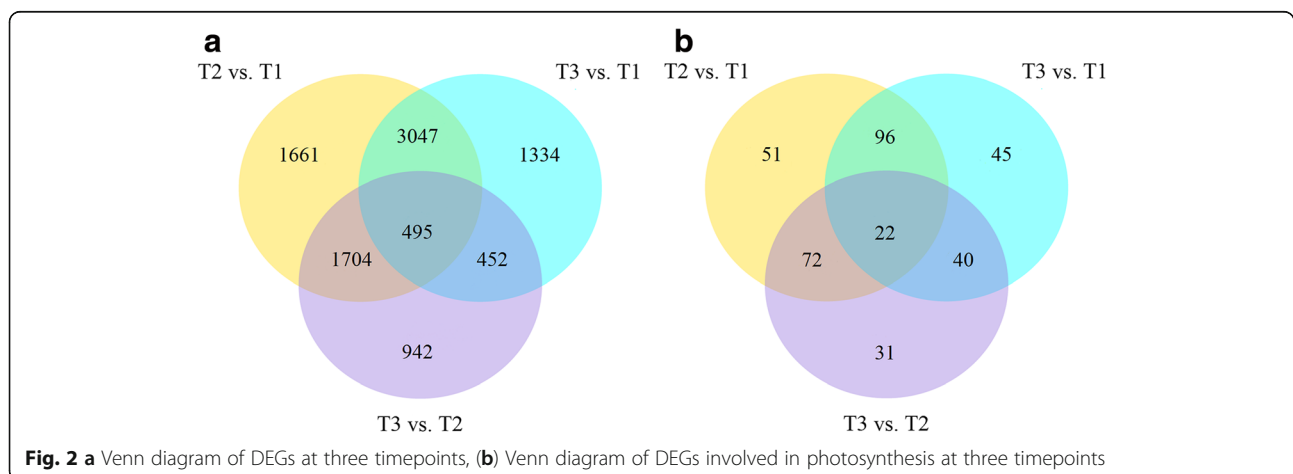 a
T2 vs. T1
T3 vs. T1
1661
3047
1334
495
1704
452
942
T3 vs. T2
b
T2 vs. T1
T3 vs. T1
51
96
45
22
72
40
31
T3 vs. T2
Fig. 2 a Venn diagram of DEGs at three timepoints, (b) Venn diagram of DEGs involved in photosynthesis at three timepoints